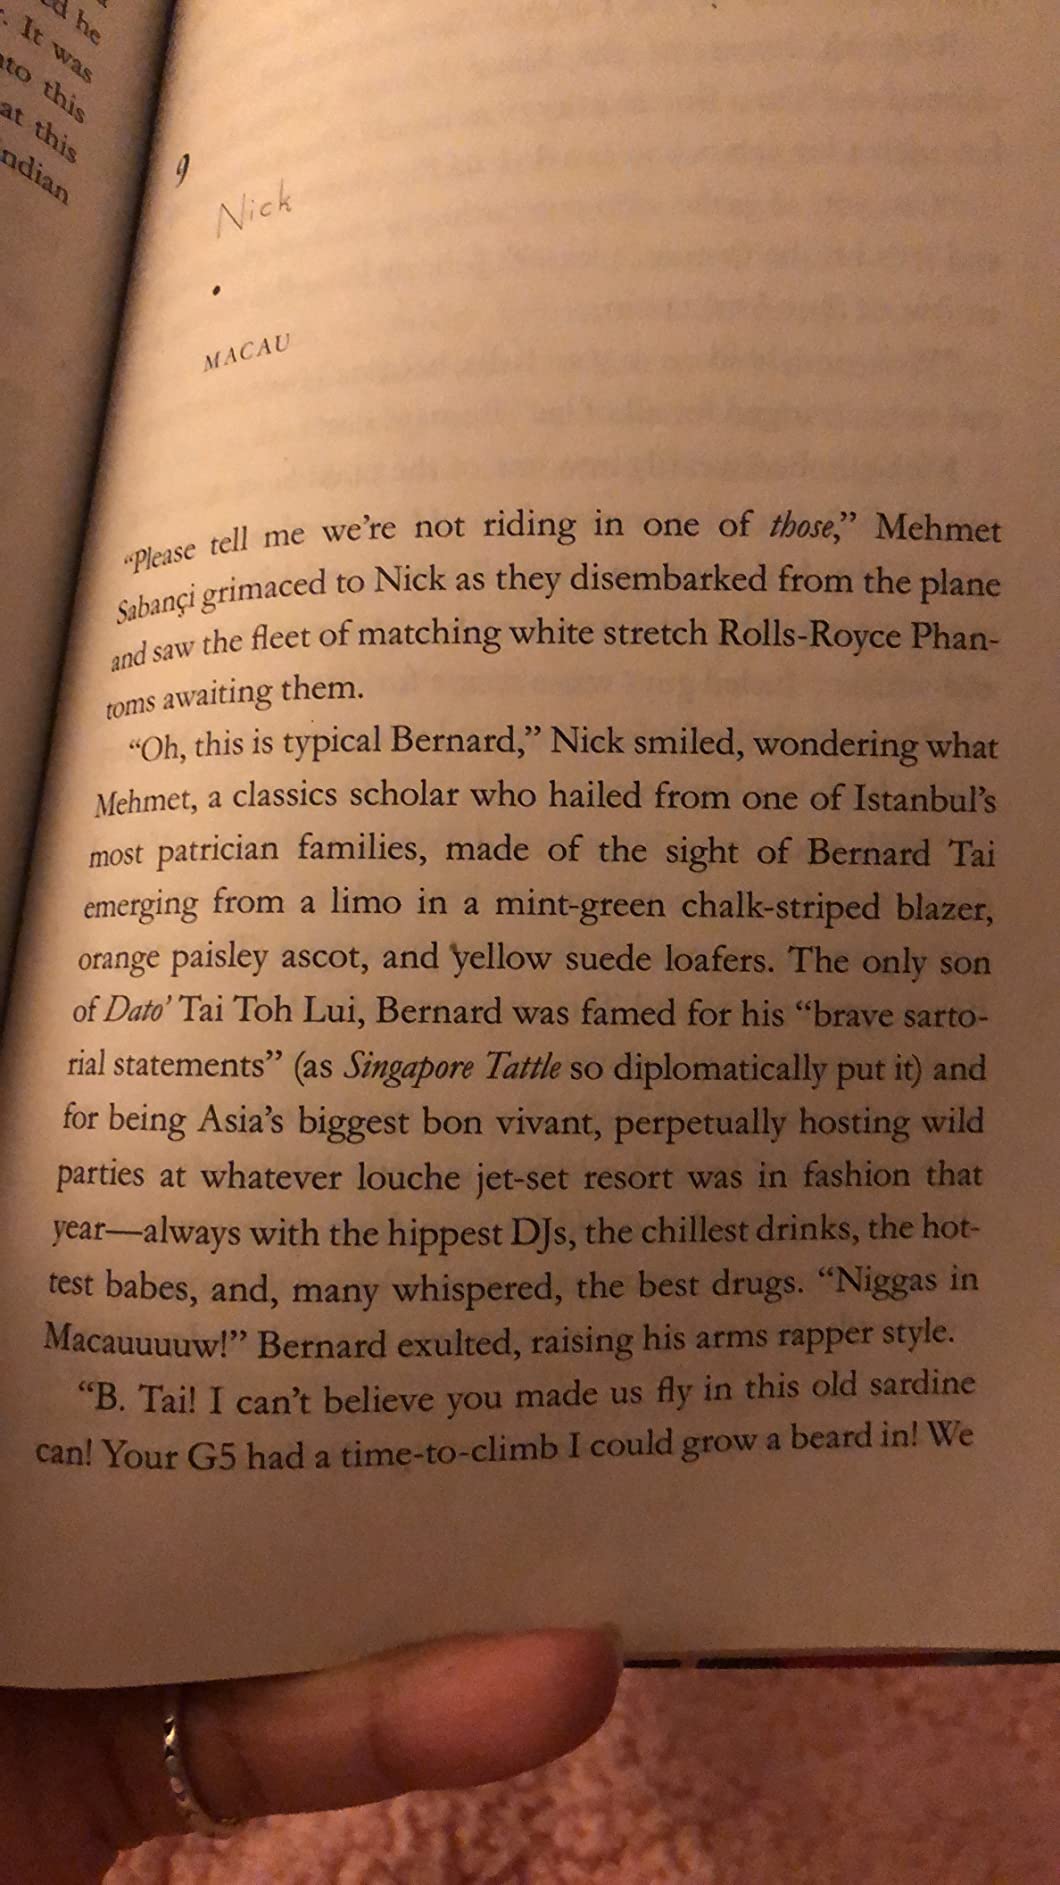 d he
. It was
nto this
at this
ndian
9
Nick
•
MACAU
“Please tell me we’re not riding in one of those,” Mehmet
Sabançi grimaced to Nick as they disembarked from the plane
and saw the fleet of matching white stretch Rolls-Royce Phan-
toms awaiting them.
“Oh, this is typical Bernard,” Nick smiled, wondering what
Mehmet, a classics scholar who hailed from one of Istanbul’s
most patrician families, made of the sight of Bernard Tai
emerging from a limo in a mint-green chalk-striped blazer,
orange paisley ascot, and yellow suede loafers. The only son
of Dato’ Tai Toh Lui, Bernard was famed for his “brave sarto-
rial statements” (as Singapore Tattle so diplomatically put it) and
for being Asia’s biggest bon vivant, perpetually hosting wild
parties at whatever louche jet-set resort was in fashion that
year—always with the hippest DJs, the chillest drinks, the hot-
test babes, and, many whispered, the best drugs. “Niggas in
Macauuuuw!” Bernard exulted, raising his arms rapper style.
“B. Tai! I can’t believe you made us fly in this old sardine
can! Your G5 had a time-to-climb I could grow a beard in! We